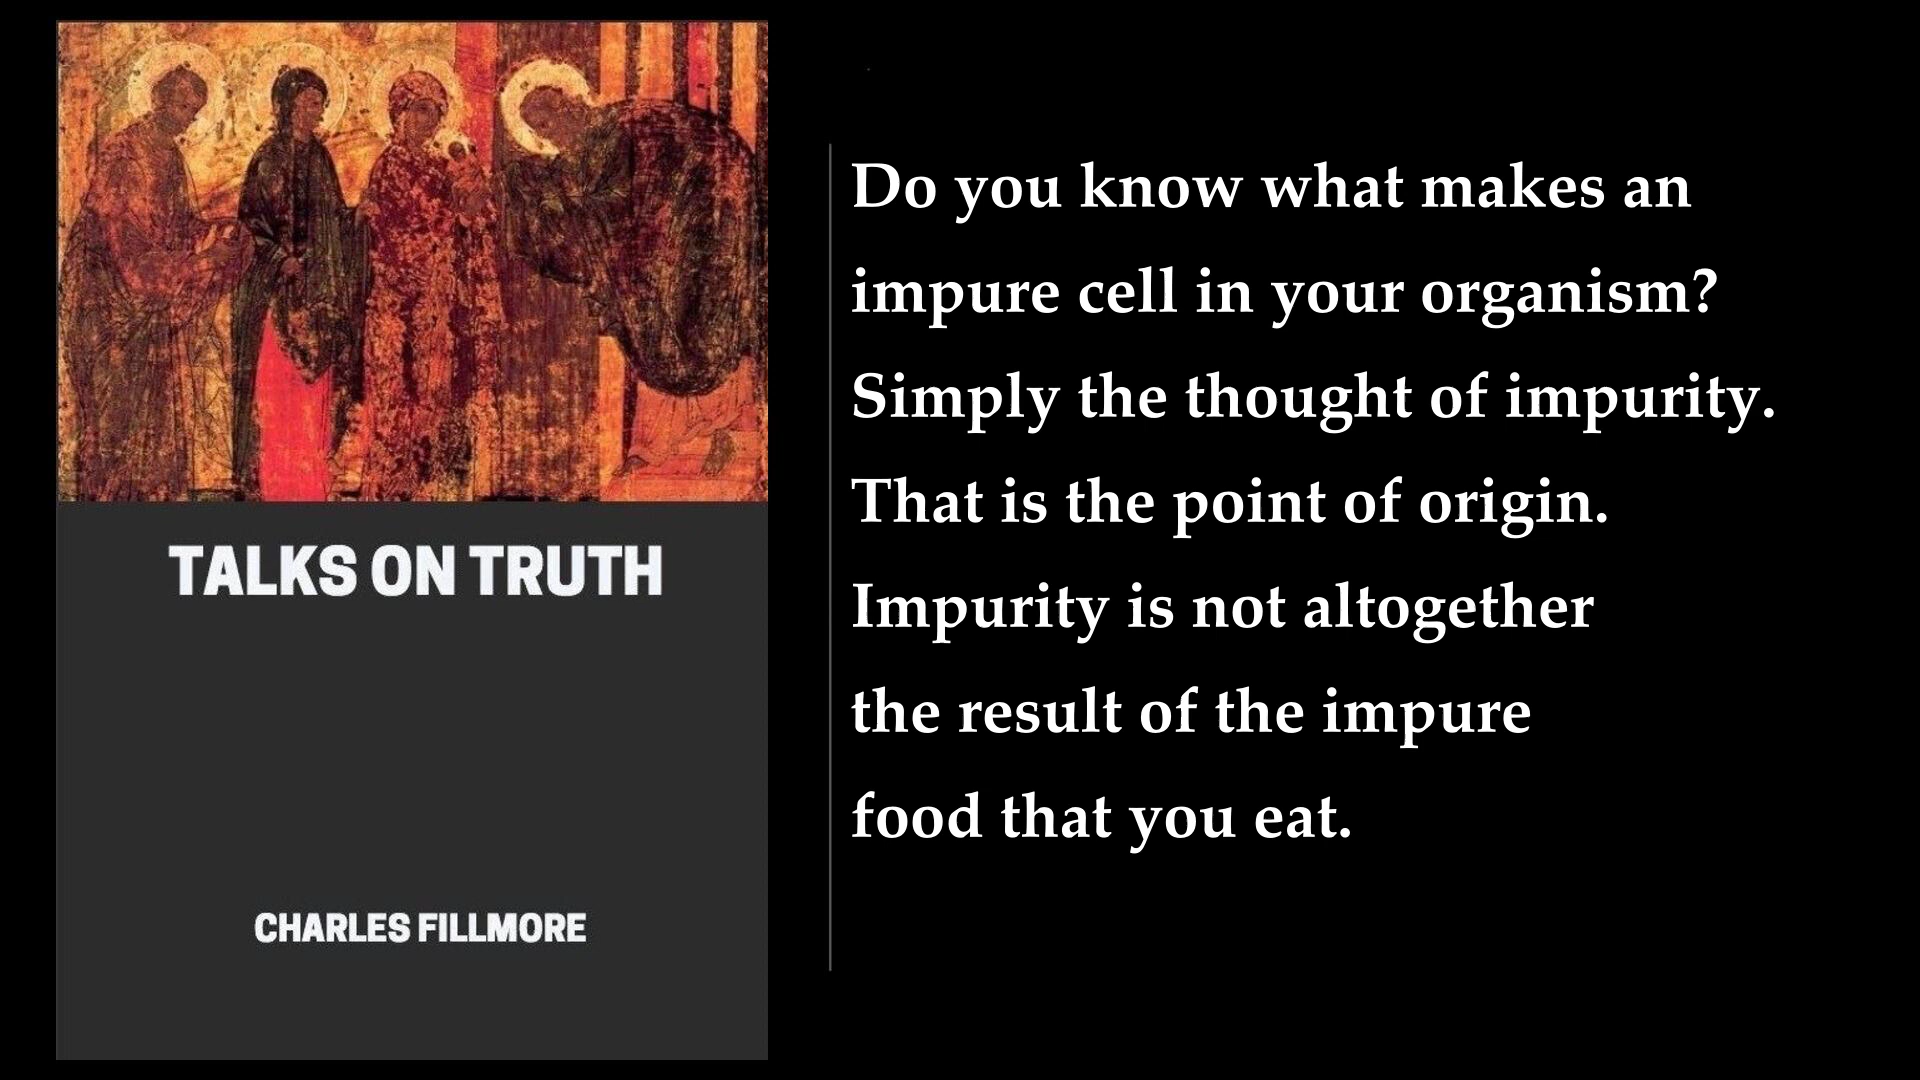 TALKS ON TRUTH
CHARLES FILLMORE
Do you know what makes an
impure cell in your organism?
Simply the thought of impurity.
That is the point of origin.
Impurity is not altogether
the result of the impure
food that you eat.